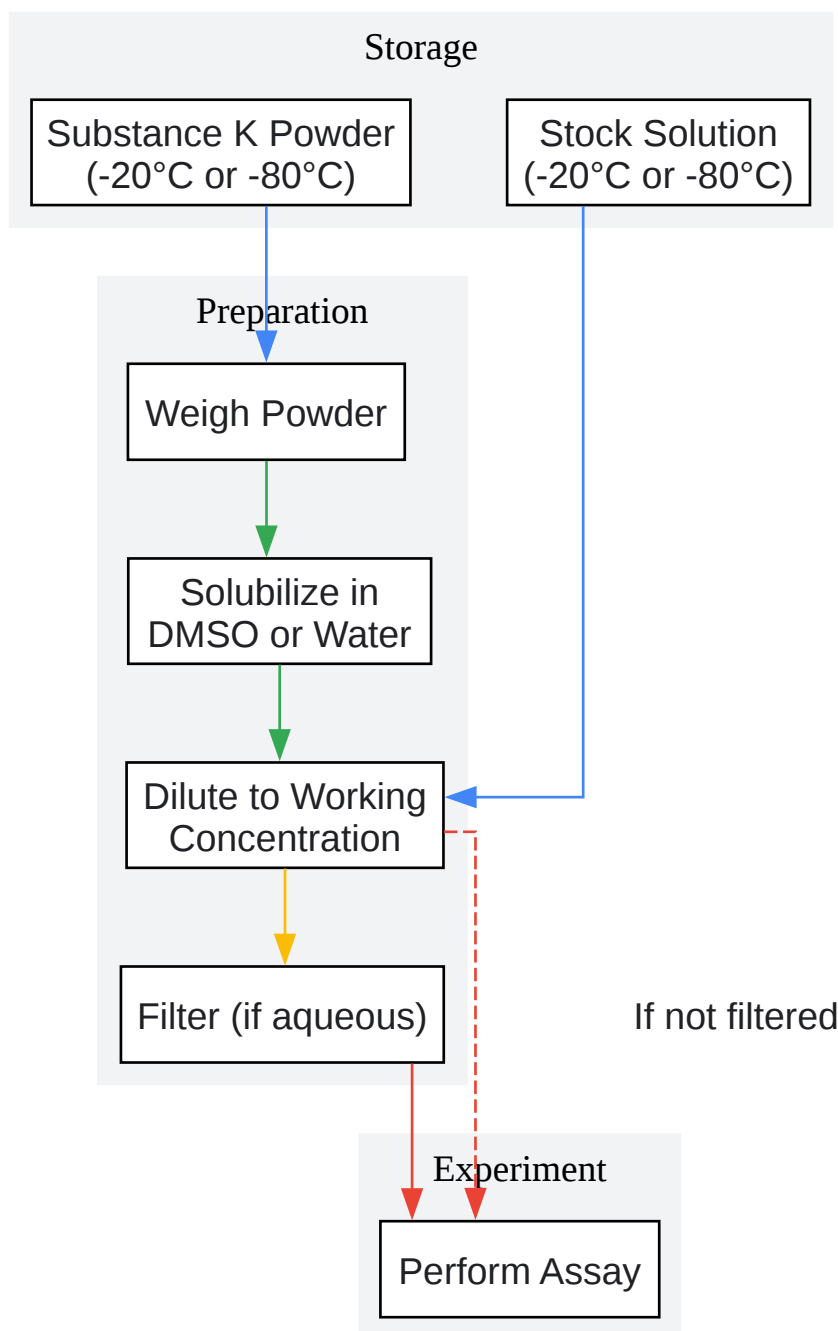 Storage
Substance K Powder
(-20°C or -80°C)
Stock Solution
(-20°C or -80°C)
Preparation
Weigh Powder
Solubilize in
DMSO or Water
Dilute to Working
Concentration
Filter (if aqueous)
If not filtered
Experiment
Perform Assay